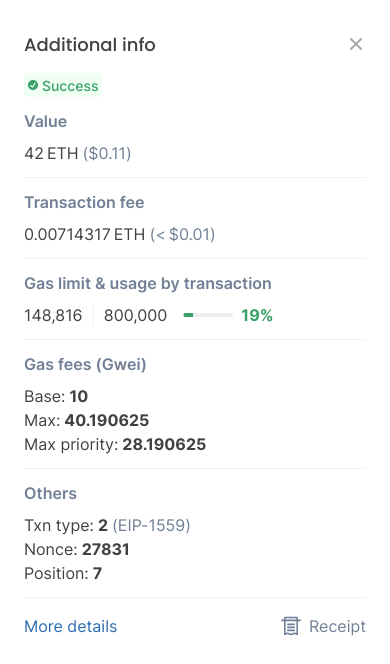 Additional info
Success
Value
42 ETH ($0.11)
Transaction fee
0.00714317 ETH (< $0.01)
Gas limit & usage by transaction
148,816 800,000 19%
Gas fees (Gwei)
Base: 10
Max: 40.190625
Max priority: 28.190625
Others
Txn type: 2 (EIP-1559)
Nonce: 27831
Position: 7
More details Receipt